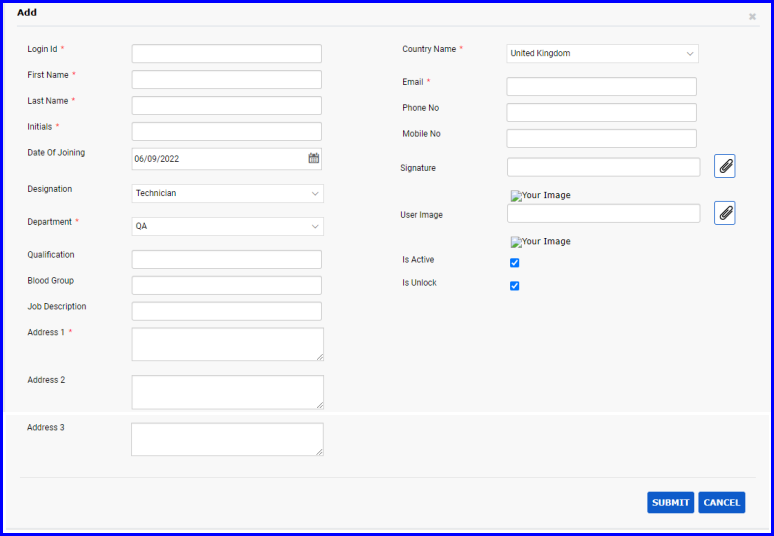 Add
Login Id *
First Name *
Last Name *
Initials *
Date Of Joining
06/09/2022
Designation
Technician
Department *
QA
Qualification
Blood Group
Job Description
Address 1 *
Address 2
Address 3
Country Name *
United Kingdom
Email *
Phone No
Mobile No
Signature
Your Image
User Image
Your Image
Is Active
Is Unlock
SUBMIT CANCEL